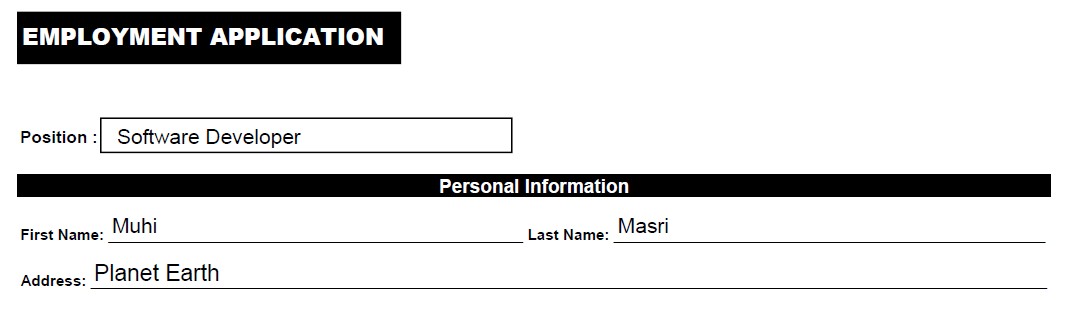 EMPLOYMENT APPLICATION
Position : Software Developer
Personal Information
First Name: Muhi Last Name: Masri
Address: Planet Earth